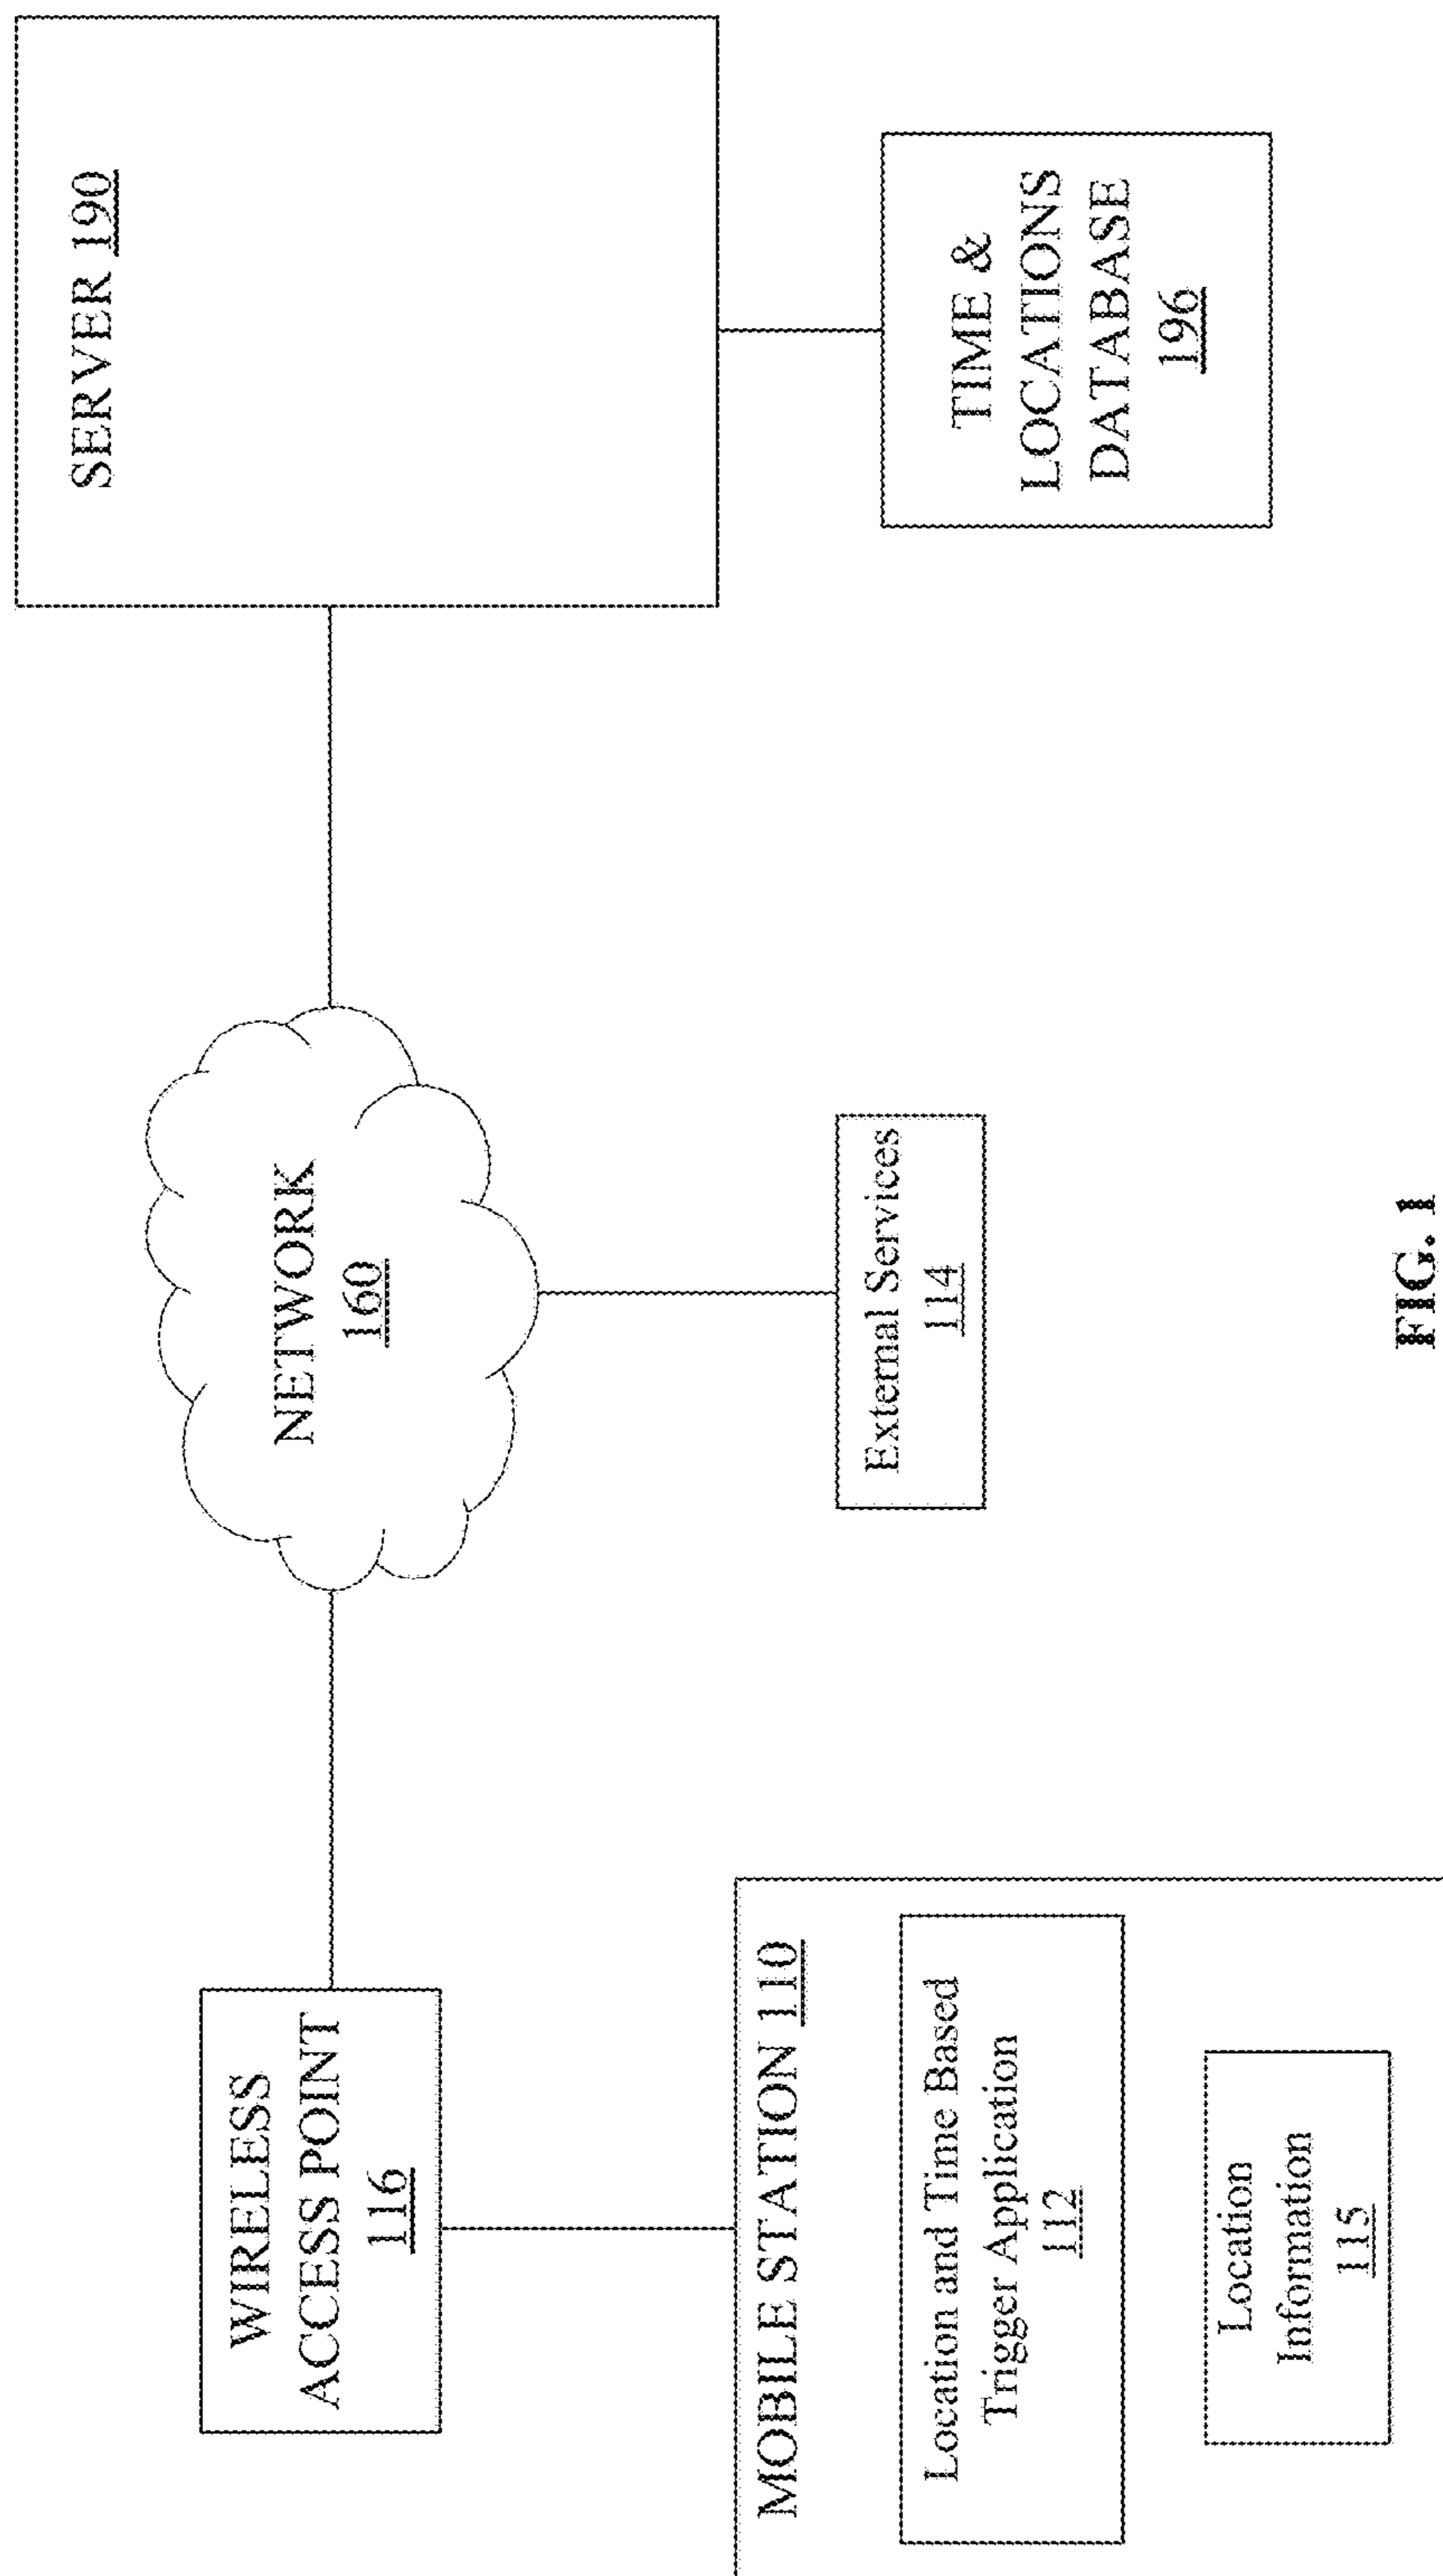 WIRELESS
ACCESS POINT
116
MOBILE STATION 110
Location and Time Based
Trigger Application
112
Location
Information
115
NETWORK
160
External Services
114
SERVER 190
TIME &
LOCATIONS
DATABASE
196
FIG. 1